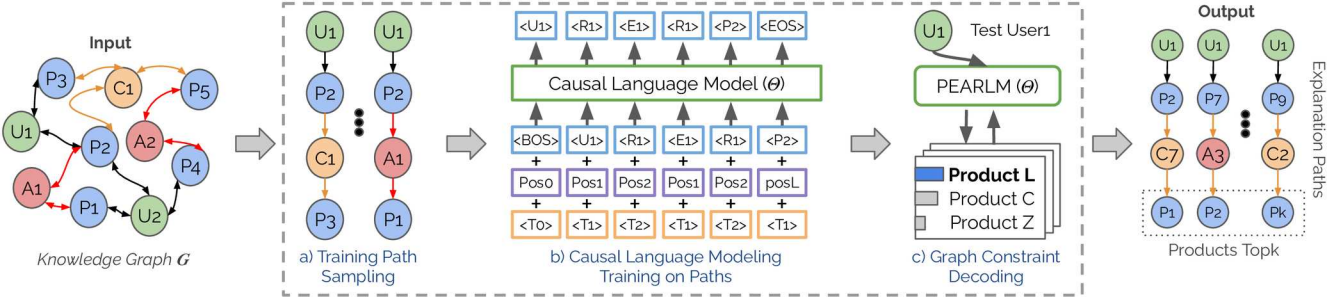 Input
P3
C1
P5
U1
P2
A2
P4
A1
P1
U2
Knowledge Graph G
U1 U1
P2 P2
C1 A1
P3 P1
a) Training Path
Sampling
<U1> <R1> <E1> <R1> <P2> <EOS>
Causal Language Model (Θ)
<BOS> <U1> <R1> <E1> <R1> <P2>
+ + + + + +
Pos0 Pos1 Pos2 Pos1 Pos2 posL
+ + + + + +
<T0> <T1> <T2> <T1> <T2> <T1>
b) Causal Language Modeling
Training on Paths
U1 Test User1
PEARLM (Θ)
Product L
Product C
Product Z
c) Graph Constraint
Decoding
Output
U1 U1 U1
P2 P7 P9
C7 A3 C2
P1 P2 Pk
Products Topk
Explanation Paths